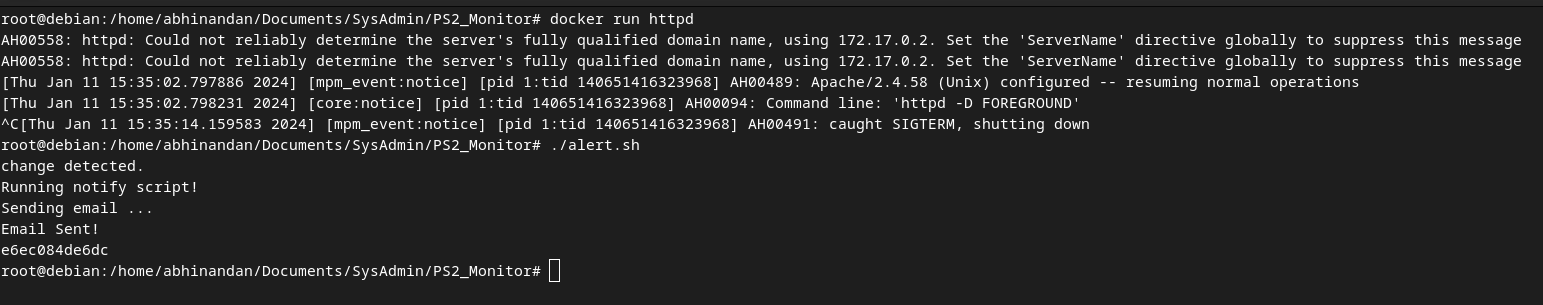 root@debian:/home/abhinandan/Documents/SysAdmin/PS2_Monitor# docker run httpd
AH00558: httpd: Could not reliably determine the server's fully qualified domain name, using 172.17.0.2. Set the 'ServerName' directive globally to suppress this message
AH00558: httpd: Could not reliably determine the server's fully qualified domain name, using 172.17.0.2. Set the 'ServerName' directive globally to suppress this message
[Thu Jan 11 15:35:02.797886 2024] [mpm_event:notice] [pid 1:tid 140651416323968] AH00489: Apache/2.4.58 (Unix) configured -- resuming normal operations
[Thu Jan 11 15:35:02.798231 2024] [core:notice] [pid 1:tid 140651416323968] AH00094: Command line: 'httpd -D FOREGROUND'
^C[Thu Jan 11 15:35:14.159583 2024] [mpm_event:notice] [pid 1:tid 140651416323968] AH00491: caught SIGTERM, shutting down
root@debian:/home/abhinandan/Documents/SysAdmin/PS2_Monitor# ./alert.sh
change detected.
Running notify script!
Sending email ...
Email Sent!
e6ec084de6dc
root@debian:/home/abhinandan/Documents/SysAdmin/PS2_Monitor#